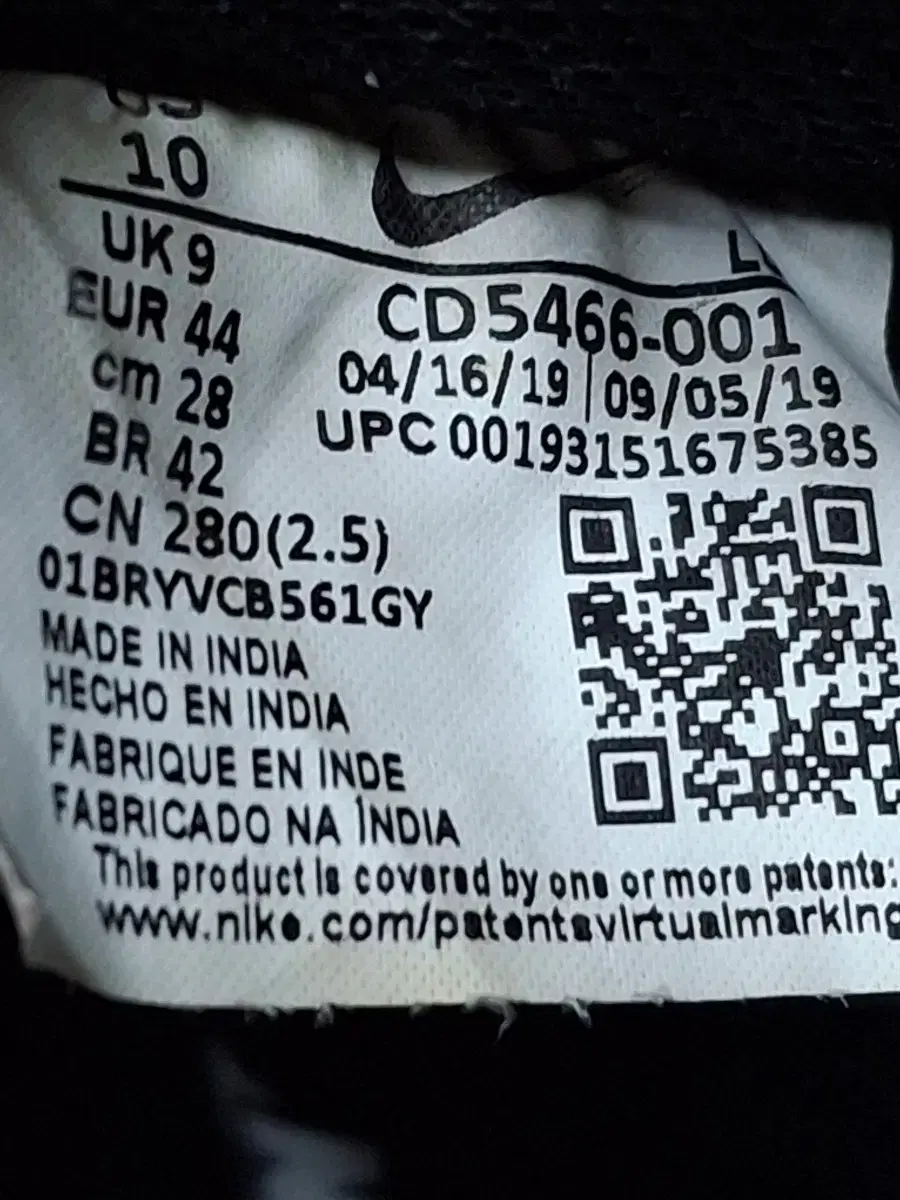 10
UK 9
EUR 44
cm 28
BR 42
CN 280(2.5)
CD5466-001
04/16/19 | 09/05/19
UPC 00193151675385
01BRYVCB561GY
MADE IN INDIA
HECHO EN INDIA
FABRIQUE EN INDE
FABRICADO NA ÍNDIA
This product is covered by one or more patents:
www.nike.com/patentsvirtualmarking